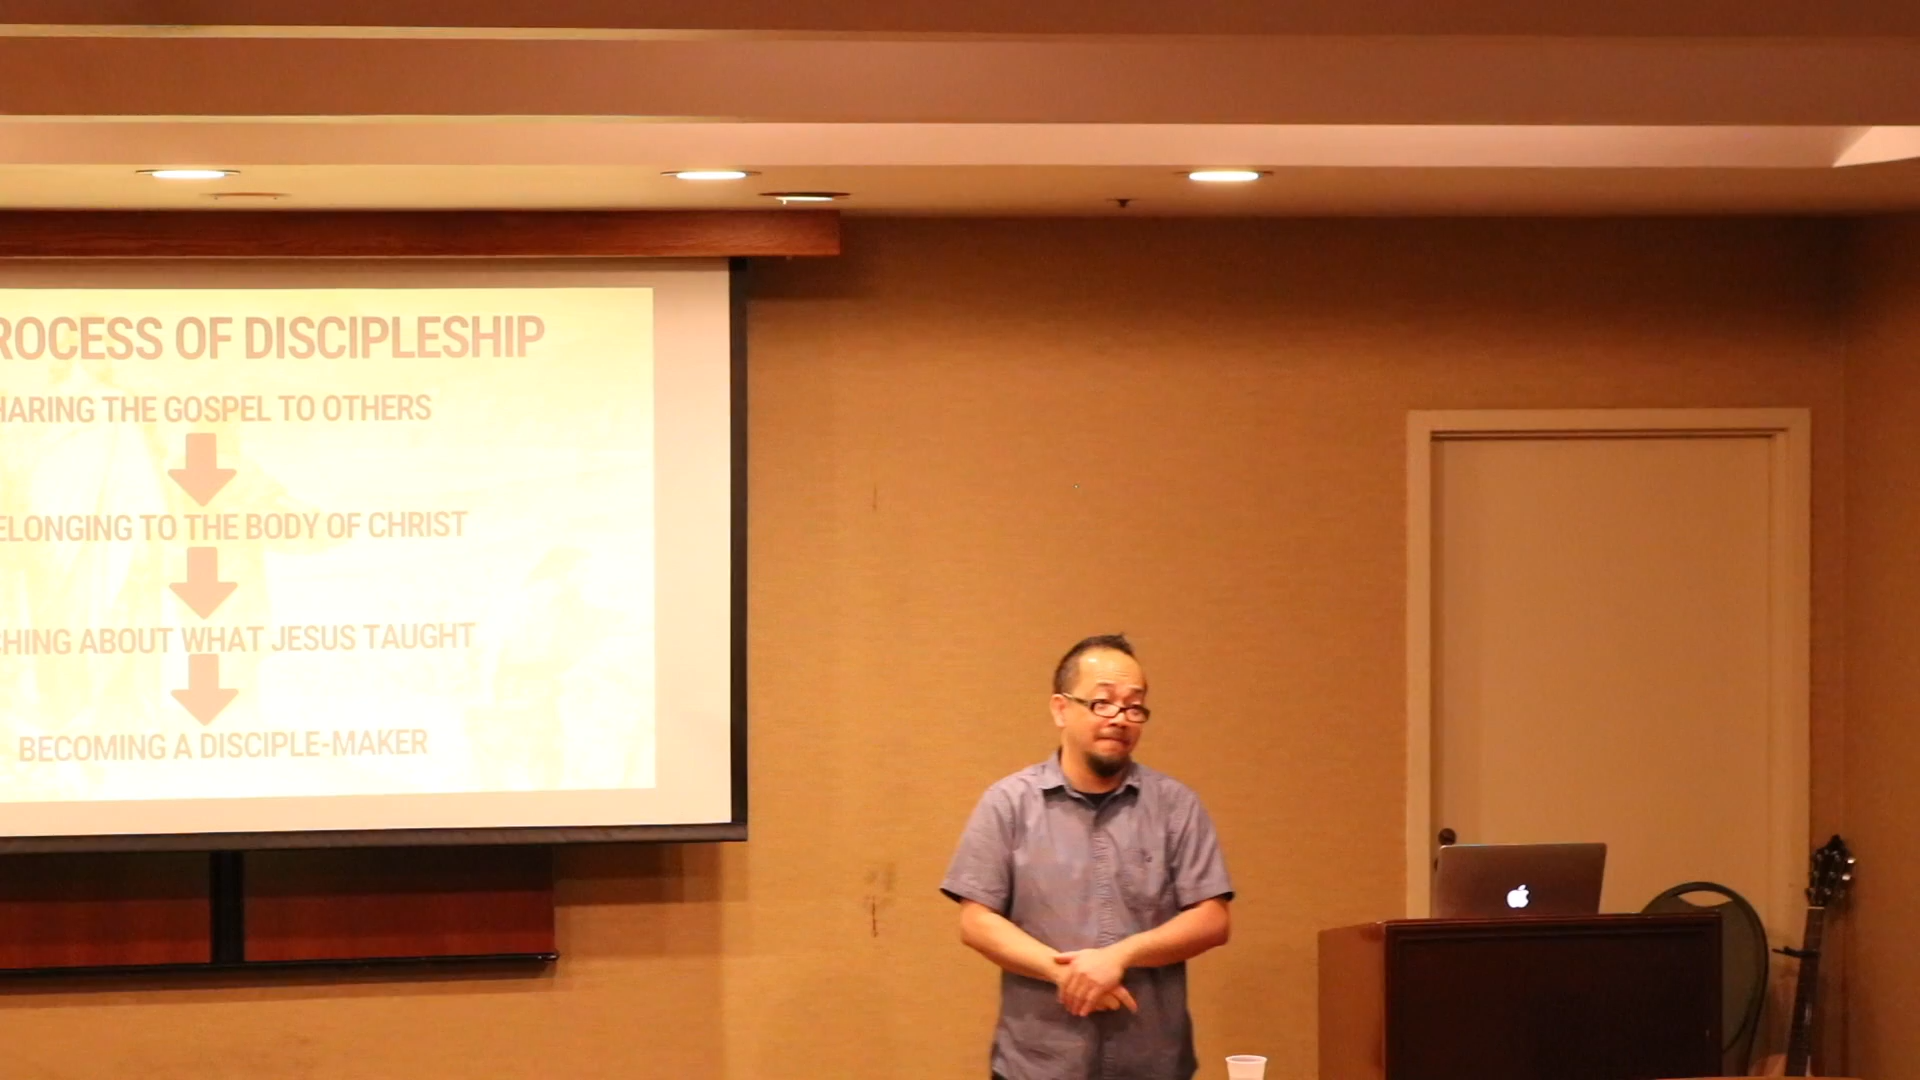 ROCESS OF DISCIPLESHIP
HARING THE GOSPEL TO OTHERS
ELONGING TO THE BODY OF CHRIST
CHING ABOUT WHAT JESUS TAUGHT
BECOMING A DISCIPLE-MAKER